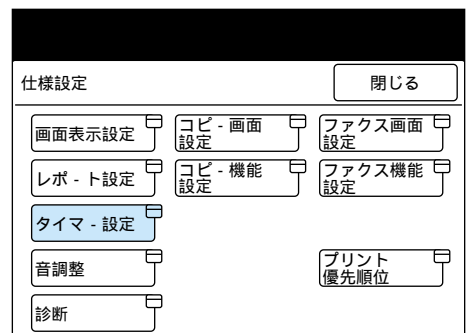 仕様設定
閉じる
画面表示設定
コピ - 画面
設定
ファクス画面
設定
レポ - ト設定
コピ - 機能
設定
ファクス機能
設定
タイマ - 設定
音調整
プリント
優先順位
診断